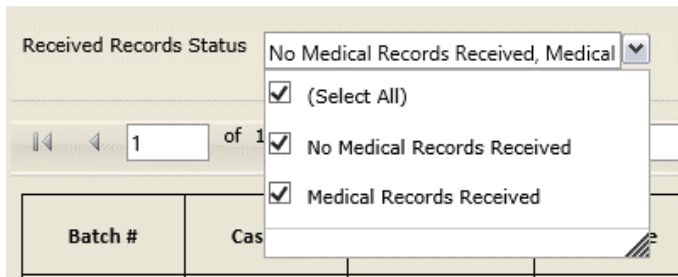 Received Records Status
No Medical Records Received, Medical
(Select All)
1
of 1
No Medical Records Received
Medical Records Received
Batch #
Cas
e